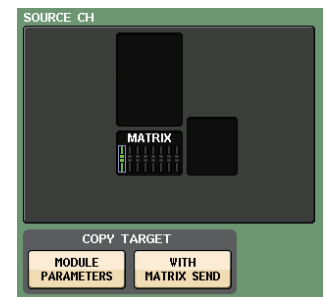 SOURCE CH
MATRIX
COPY TARGET
MODULE
PARAMETERS
WITH
MATRIX SEND